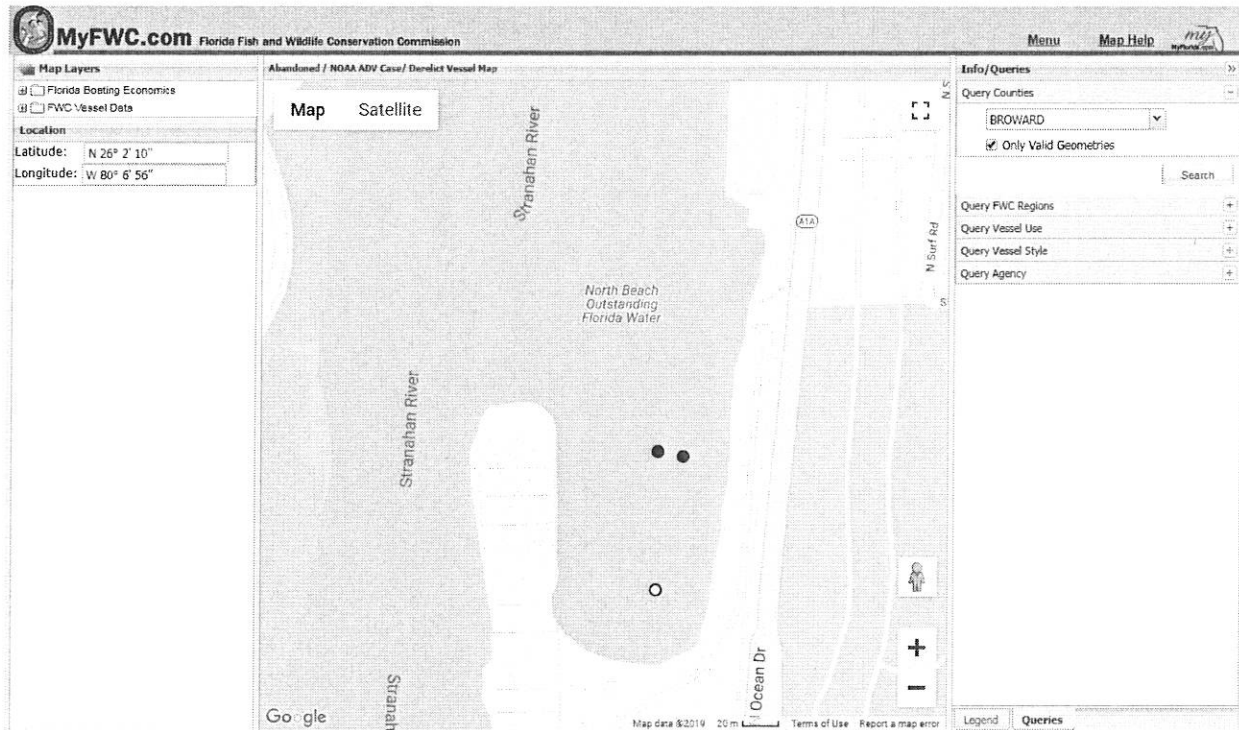 MyFWC.com Florida Fish and Wildlife Conservation Commission
Menu
Map Help
my
MyFlorida.com
Map Layers
Florida Boating Economics
FWC Vessel Data
Location
Latitude: N 26° 2' 10"
Longitude: W 80° 6' 56"
Abandoned / NOAA ADV Case/ Derelict Vessel Map
Map Satellite
Stranahan River
A1A
N S
N Surf Rd
S
North Beach
Outstanding
Florida Water
Stranahan River
Stranah
N Ocean Dr
Google
Map data ©2019 20 m Terms of Use Report a map error
Info/Queries
Query Counties
BROWARD
Only Valid Geometries
Search
Query FWC Regions
Query Vessel Use
Query Vessel Style
Query Agency
Legend Queries